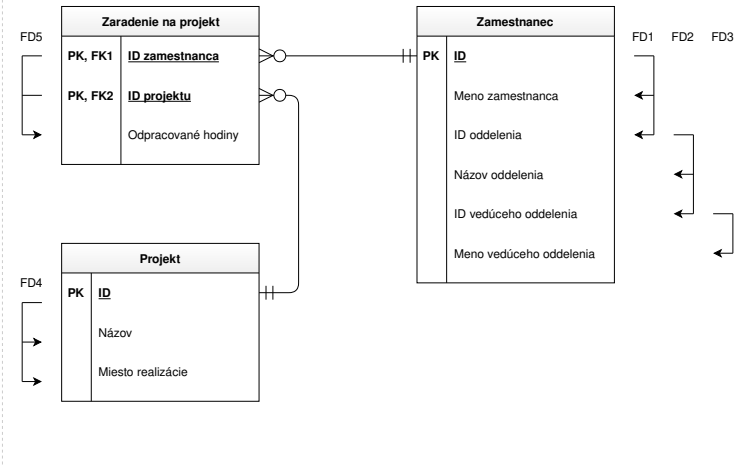 Zaradenie na projekt
FD5
PK, FK1 ID zamestnanca
PK, FK2 ID projektu
Odpracované hodiny
Zamestnanec
FD1 FD2 FD3
PK ID
Meno zamestnanca
ID oddelenia
Názov oddelenia
ID vedúceho oddelenia
Meno vedúceho oddelenia
Projekt
FD4
PK ID
Názov
Miesto realizácie